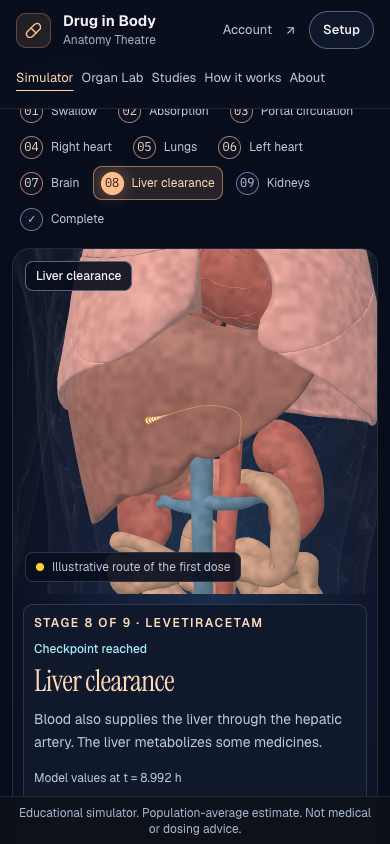 Drug in Body
Anatomy Theatre
Account ↗ Setup
Simulator Organ Lab Studies How it works About
01 Swallow 02 Absorption 03 Portal circulation
04 Right heart 05 Lungs 06 Left heart
07 Brain 08 Liver clearance 09 Kidneys
✓ Complete
Liver clearance
Illustrative route of the first dose
STAGE 8 OF 9 · LEVETIRACETAM
Checkpoint reached
Liver clearance
Blood also supplies the liver through the hepatic
artery. The liver metabolizes some medicines.
Model values at t = 8.992 h
Educational simulator. Population-average estimate. Not medical
or dosing advice.